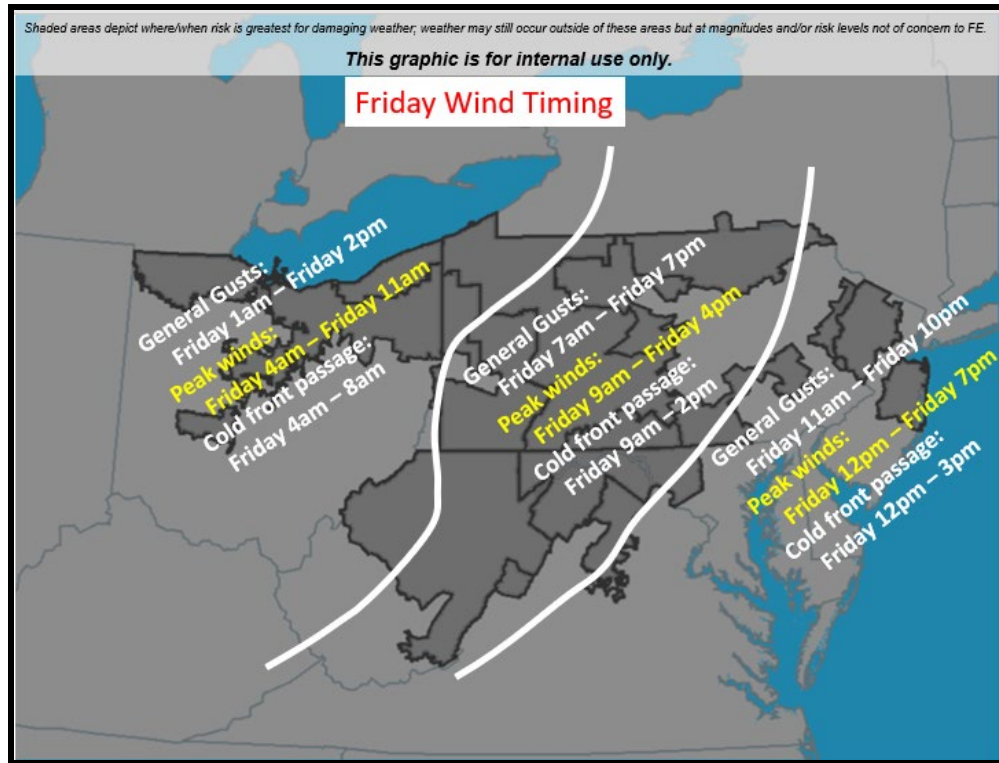 Shaded areas depict where/when risk is greatest for damaging weather; weather may still occur outside of these areas but at magnitudes and/or risk levels not of concern to FE.
This graphic is for internal use only.
Friday Wind Timing
General Gusts:
Friday 1am – Friday 2pm
Peak winds:
Friday 4am – Friday 11am
Cold front passage:
Friday 4am – 8am
General Gusts:
Friday 7am – Friday 7pm
Peak winds:
Friday 9am – Friday 4pm
Cold front passage:
Friday 9am – 2pm
General Gusts:
Friday 11am – Friday 10pm
Peak winds:
Friday 12pm – Friday 7pm
Cold front passage:
Friday 12pm – 3pm